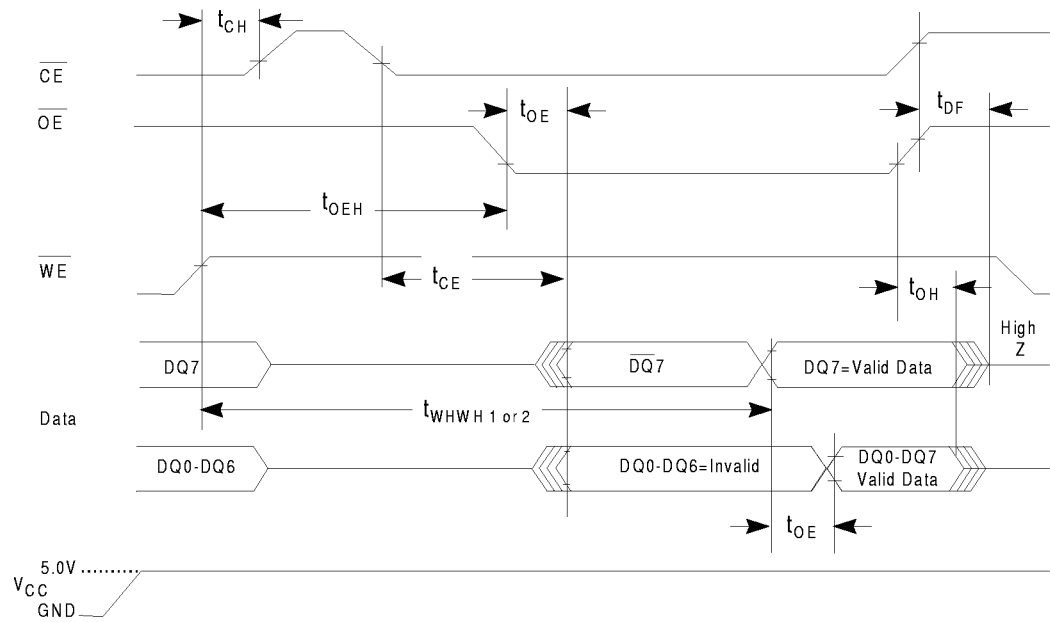 tCH
CE
OE
tOE
tDF
tOEH
WE
tCE
tOH
High
Z
DQ7
DQ7
DQ7=Valid Data
Data
tWHWH 1 or 2
DQ0-DQ6
DQ0-DQ6=Invalid
DQ0-DQ7
Valid Data
tOE
5.0V
VCC
GND